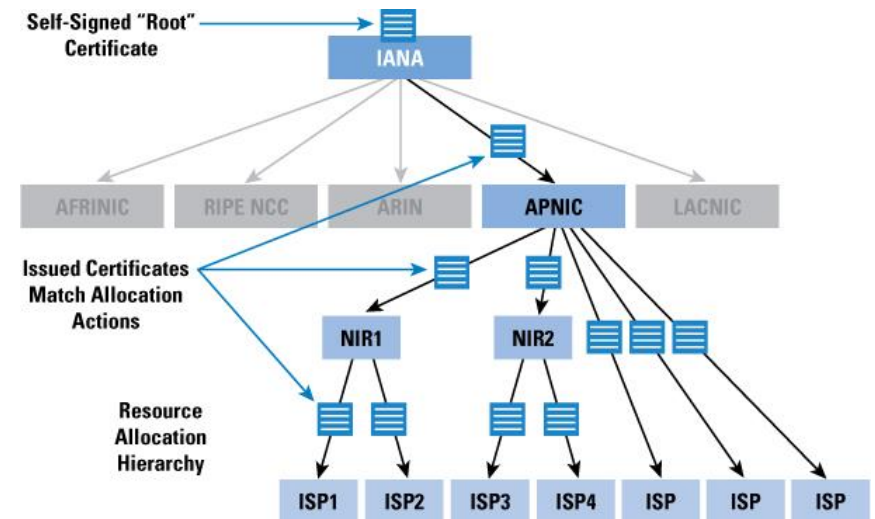 Self-Signed “Root”
Certificate
IANA
AFRINIC
RIPE NCC
ARIN
APNIC
LACNIC
Issued Certificates
Match Allocation
Actions
NIR1
NIR2
Resource
Allocation
Hierarchy
ISP1
ISP2
ISP3
ISP4
ISP
ISP
ISP